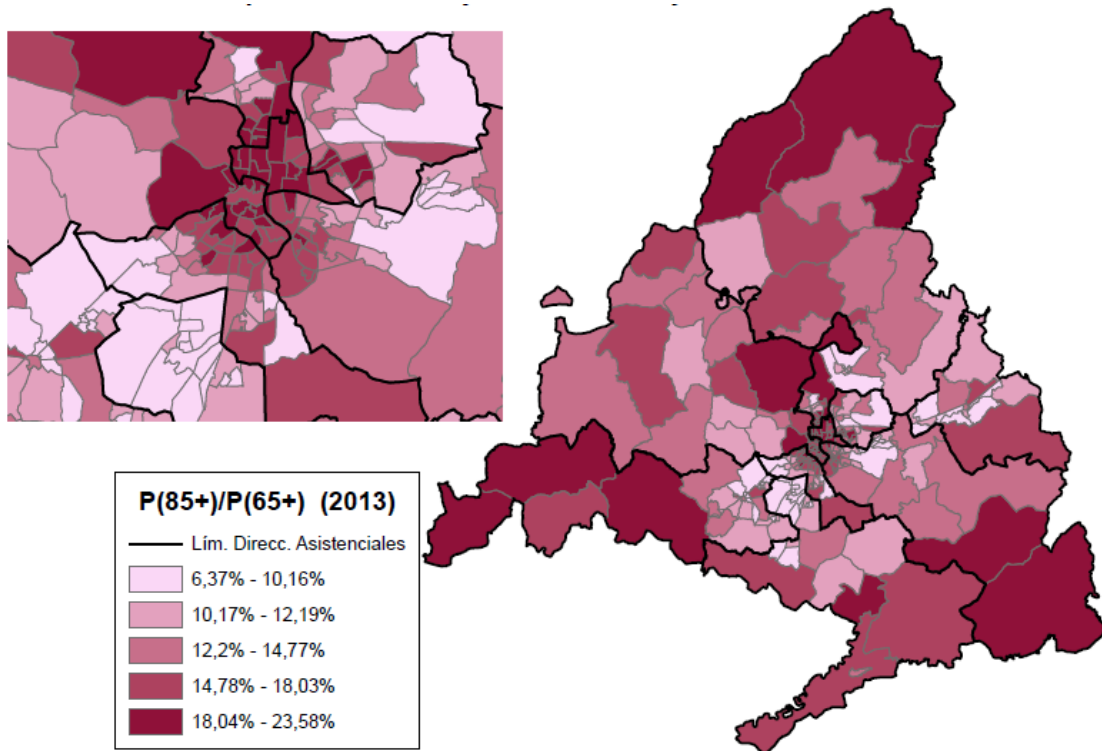 P(85+)/P(65+) (2013)
Lím. Direcc. Asistenciales
6,37% - 10,16%
10,17% - 12,19%
12,2% - 14,77%
14,78% - 18,03%
18,04% - 23,58%